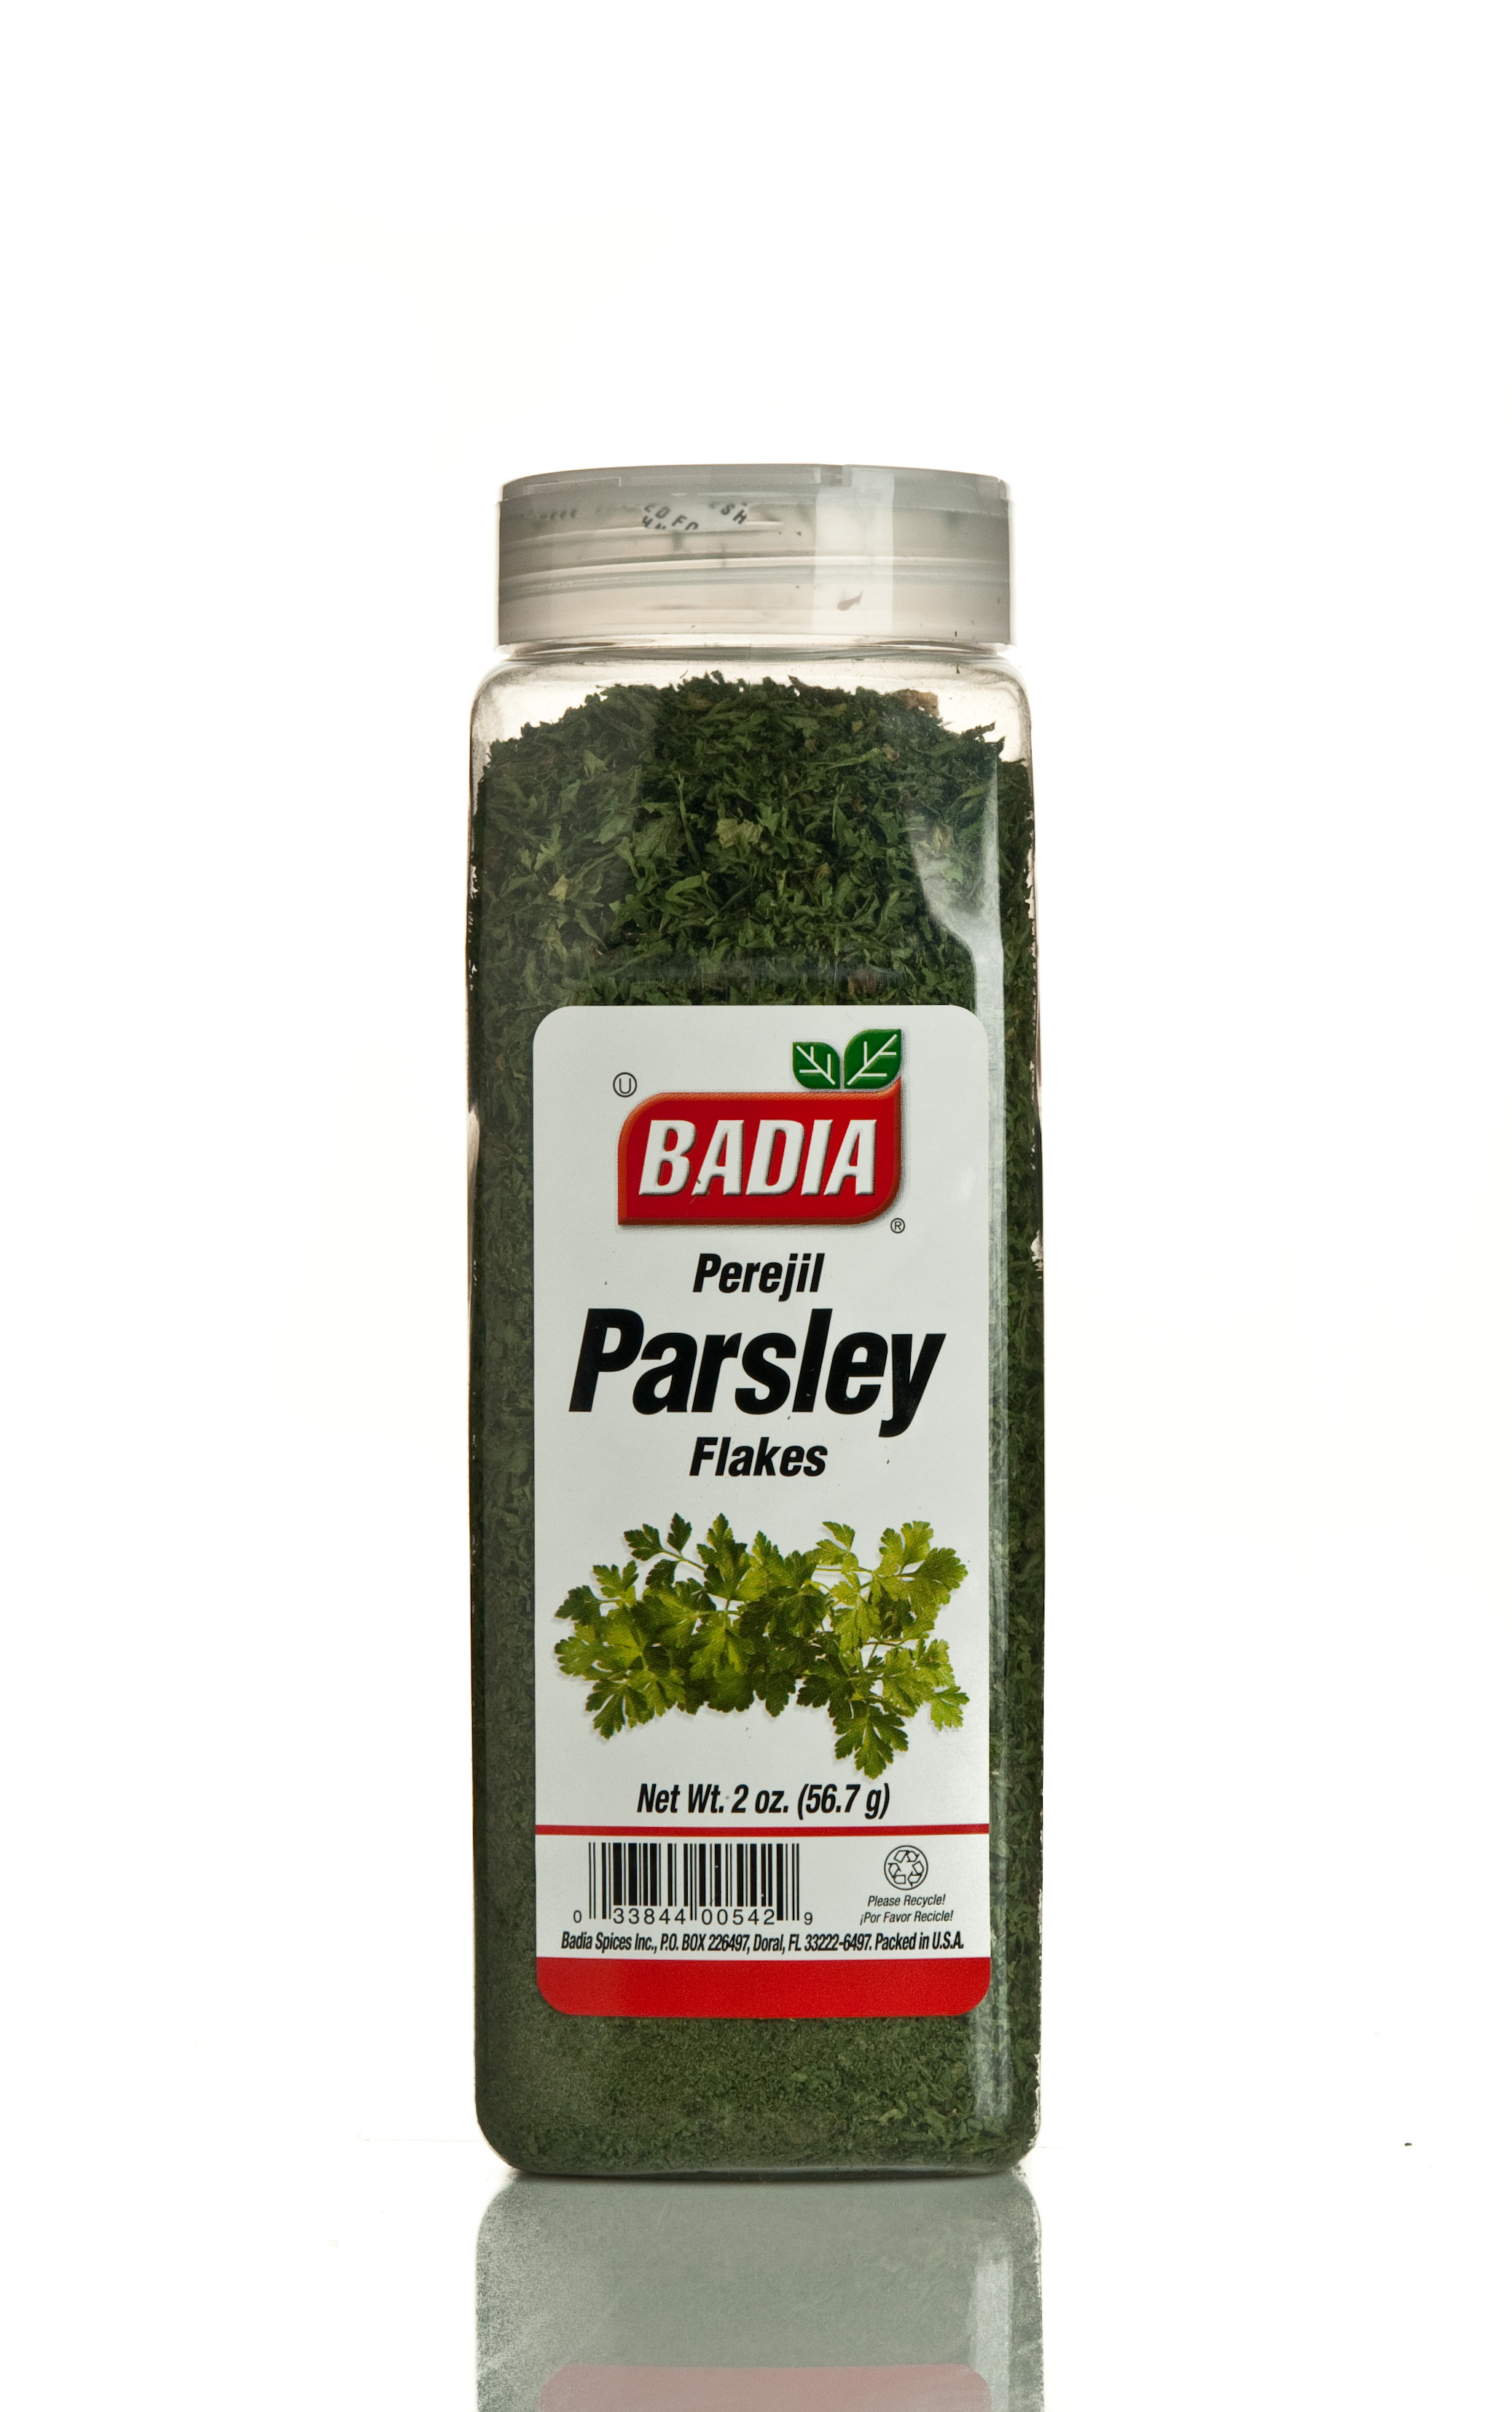 Ⓤ
BADIA
®
Perejil
Parsley
Flakes
Net Wt. 2 oz. (56.7 g)
0 33844 00542 9
Please Recycle!
¡Por Favor Recicle!
Badia Spices Inc., P.O. BOX 226497, Doral, FL 33222-6497. Packed in U.S.A.